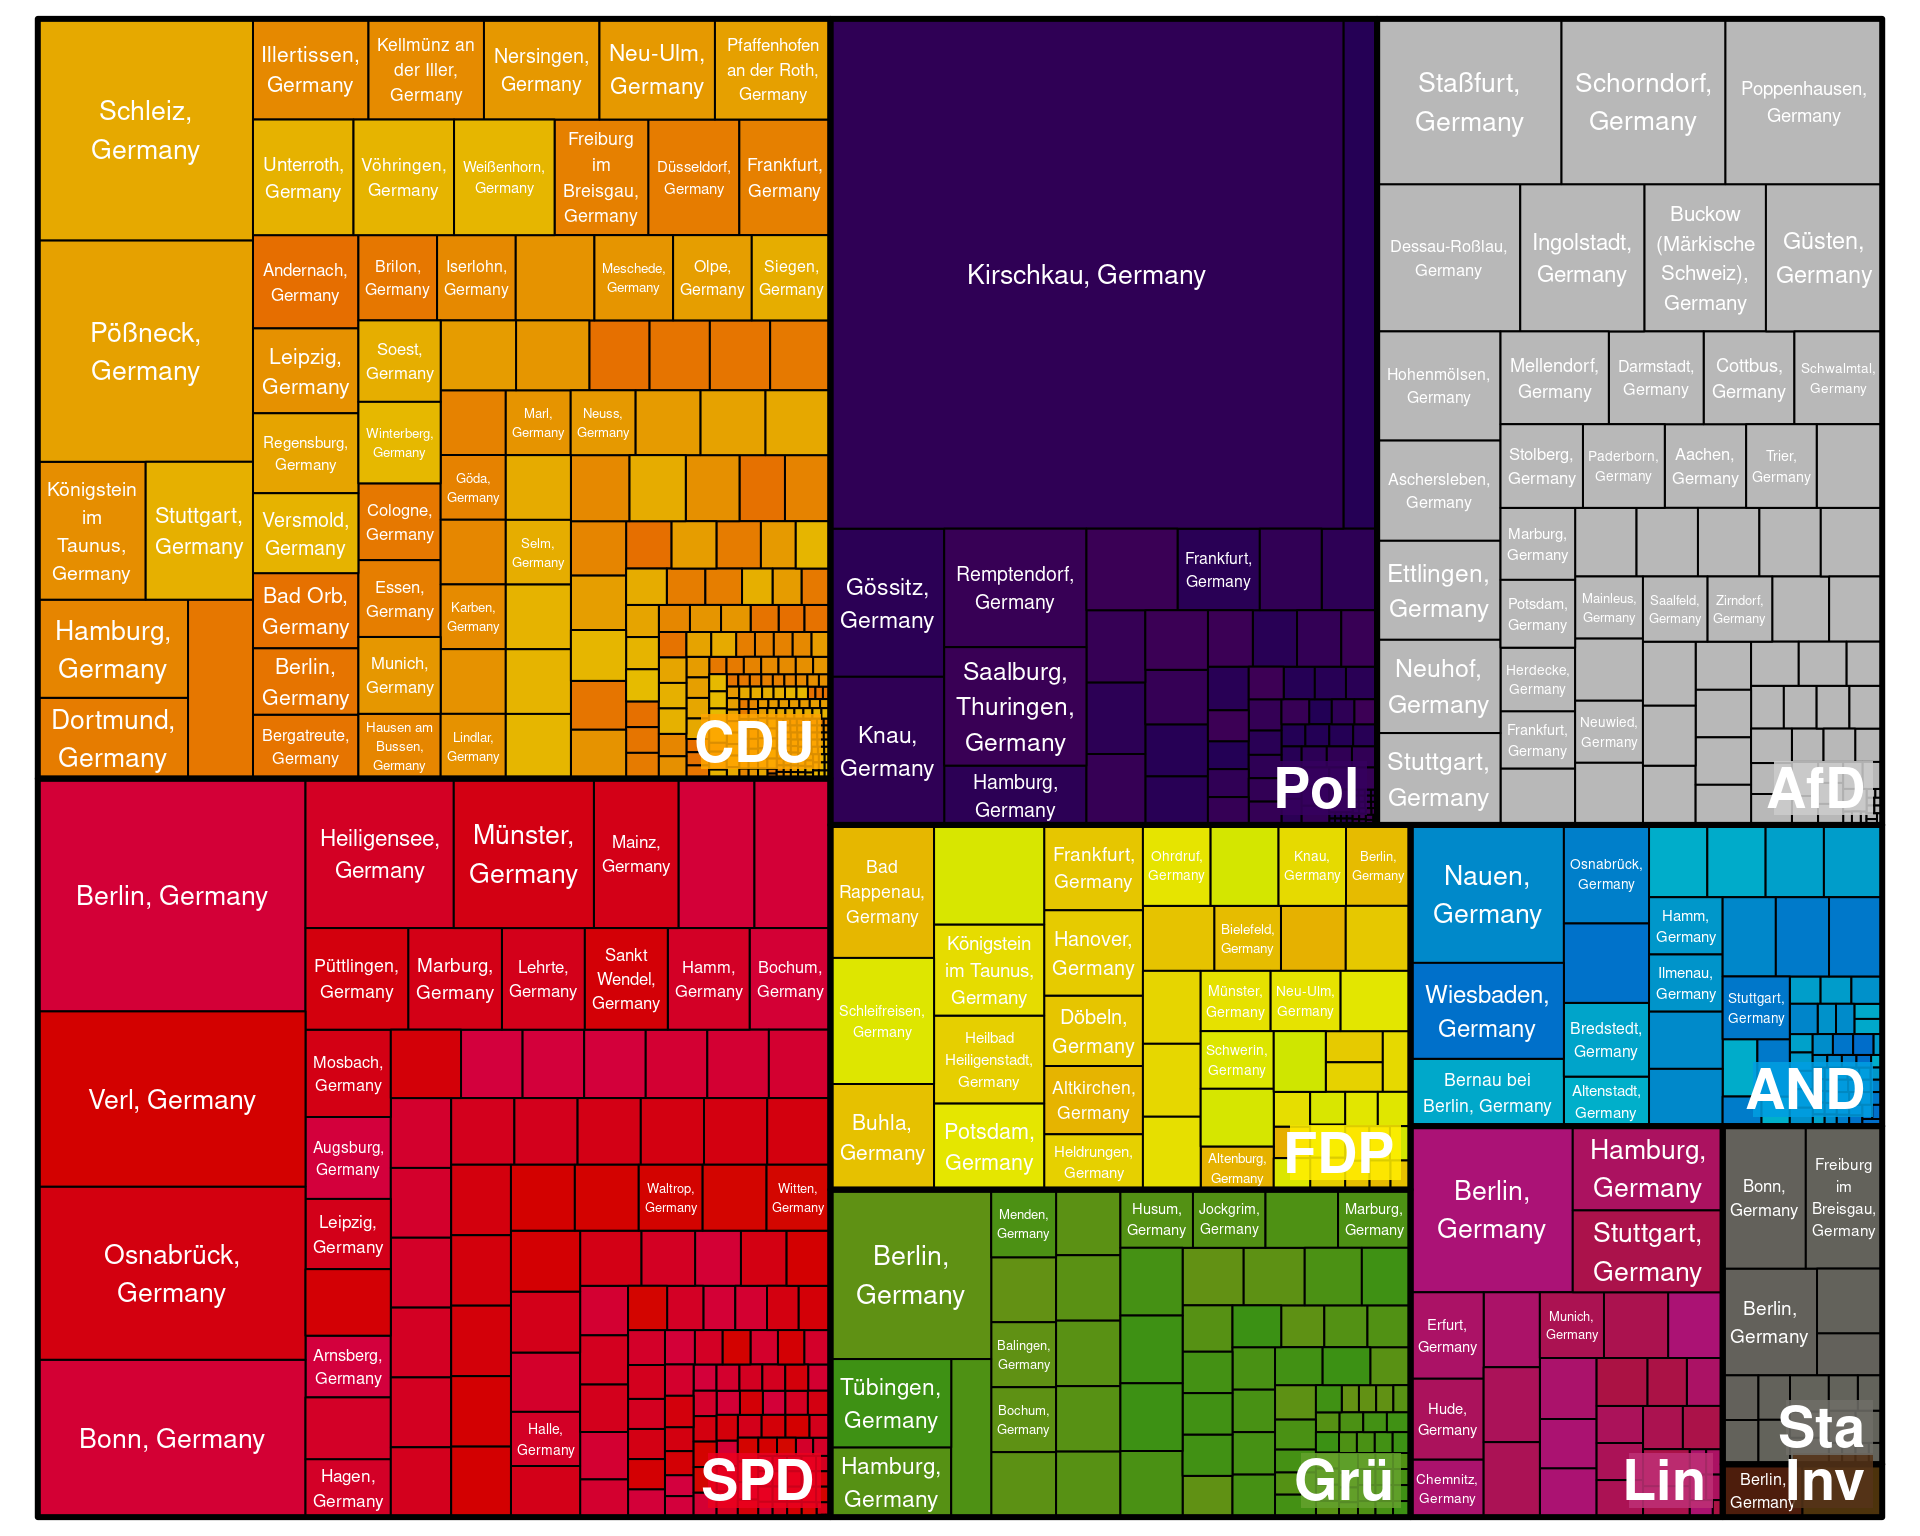 Schleiz,
Germany
Pößneck,
Germany
Königstein
im
Taunus,
Germany
Stuttgart,
Germany
Hamburg,
Germany
Dortmund,
Germany
Illertissen,
Germany
Kellmünz an
der Iller,
Germany
Nersingen,
Germany
Neu-Ulm,
Germany
Pfaffenhofen
an der Roth,
Germany
Unterroth,
Germany
Vöhringen,
Germany
Weißenhorn,
Germany
Freiburg
im
Breisgau,
Germany
Düsseldorf,
Germany
Frankfurt,
Germany
Andernach,
Germany
Brilon,
Germany
Iserlohn,
Germany
Meschede,
Germany
Olpe,
Germany
Siegen,
Germany
Leipzig,
Germany
Soest,
Germany
Regensburg,
Germany
Winterberg,
Germany
Marl,
Germany
Neuss,
Germany
Versmold,
Germany
Cologne,
Germany
Göda,
Germany
Selm,
Germany
Bad Orb,
Germany
Essen,
Germany
Karben,
Germany
Berlin,
Germany
Munich,
Germany
Bergatreute,
Germany
Hausen am
Bussen,
Germany
Lindlar,
Germany
CDU
Kirschkau, Germany
Gössitz,
Germany
Knau,
Germany
Remptendorf,
Germany
Saalburg,
Thuringen,
Germany
Hamburg,
Germany
Frankfurt,
Germany
Pol
Staßfurt,
Germany
Schorndorf,
Germany
Poppenhausen,
Germany
Dessau-Roßlau,
Germany
Ingolstadt,
Germany
Buckow
(Märkische
Schweiz),
Germany
Güsten,
Germany
Hohenmölsen,
Germany
Mellendorf,
Germany
Darmstadt,
Germany
Cottbus,
Germany
Schwalmtal,
Germany
Aschersleben,
Germany
Stolberg,
Germany
Paderborn,
Germany
Aachen,
Germany
Trier,
Germany
Ettlingen,
Germany
Marburg,
Germany
Potsdam,
Germany
Mainleus,
Germany
Saalfeld,
Germany
Zirndorf,
Germany
Neuhof,
Germany
Herdecke,
Germany
Stuttgart,
Germany
Frankfurt,
Germany
Neuwied,
Germany
AfD
Berlin, Germany
Verl, Germany
Osnabrück,
Germany
Bonn, Germany
Heiligensee,
Germany
Münster,
Germany
Mainz,
Germany
Püttlingen,
Germany
Marburg,
Germany
Lehrte,
Germany
Sankt
Wendel,
Germany
Hamm,
Germany
Bochum,
Germany
Mosbach,
Germany
Augsburg,
Germany
Leipzig,
Germany
Waltrop,
Germany
Witten,
Germany
Arnsberg,
Germany
Halle,
Germany
Hagen,
Germany
SPD
Bad
Rappenau,
Germany
Schleifreisen,
Germany
Buhla,
Germany
Königstein
im Taunus,
Germany
Heilbad
Heiligenstadt,
Germany
Potsdam,
Germany
Frankfurt,
Germany
Hanover,
Germany
Döbeln,
Germany
Altkirchen,
Germany
Heldrungen,
Germany
Ohrdruf,
Germany
Knau,
Germany
Berlin,
Germany
Bielefeld,
Germany
Münster,
Germany
Neu-Ulm,
Germany
Schwerin,
Germany
Altenburg,
Germany
FDP
Berlin,
Germany
Tübingen,
Germany
Hamburg,
Germany
Menden,
Germany
Balingen,
Germany
Bochum,
Germany
Husum,
Germany
Jockgrim,
Germany
Marburg,
Germany
Grü
Nauen,
Germany
Wiesbaden,
Germany
Bernau bei
Berlin, Germany
Osnabrück,
Germany
Bredstedt,
Germany
Altenstadt,
Germany
Hamm,
Germany
Ilmenau,
Germany
Stuttgart,
Germany
AND
Berlin,
Germany
Hamburg,
Germany
Stuttgart,
Germany
Erfurt,
Germany
Hude,
Germany
Chemnitz,
Germany
Munich,
Germany
Lin
Bonn,
Germany
Freiburg
im
Breisgau,
Germany
Berlin,
Germany
Sta
Berlin,
Germany
Inv